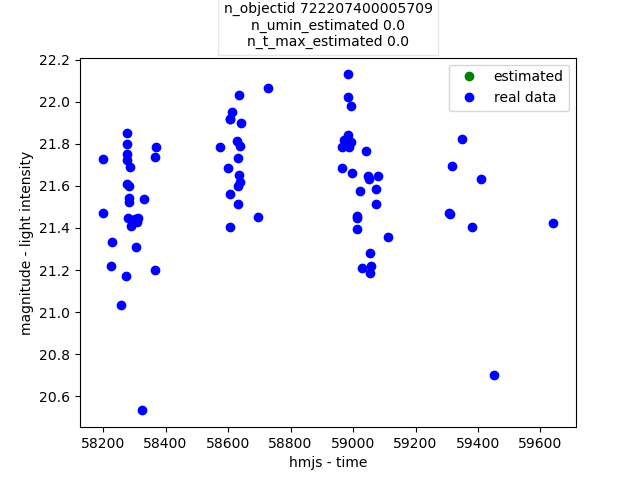 n_objectid 722207400005709
n_umin_estimated 0.0
n_t_max_estimated 0.0
22.2
22.0
21.8
21.6
21.4
21.2
21.0
20.8
20.6
magnitude - light intensity
estimated
real data
58200 58400 58600 58800 59000 59200 59400 59600
hmjs - time